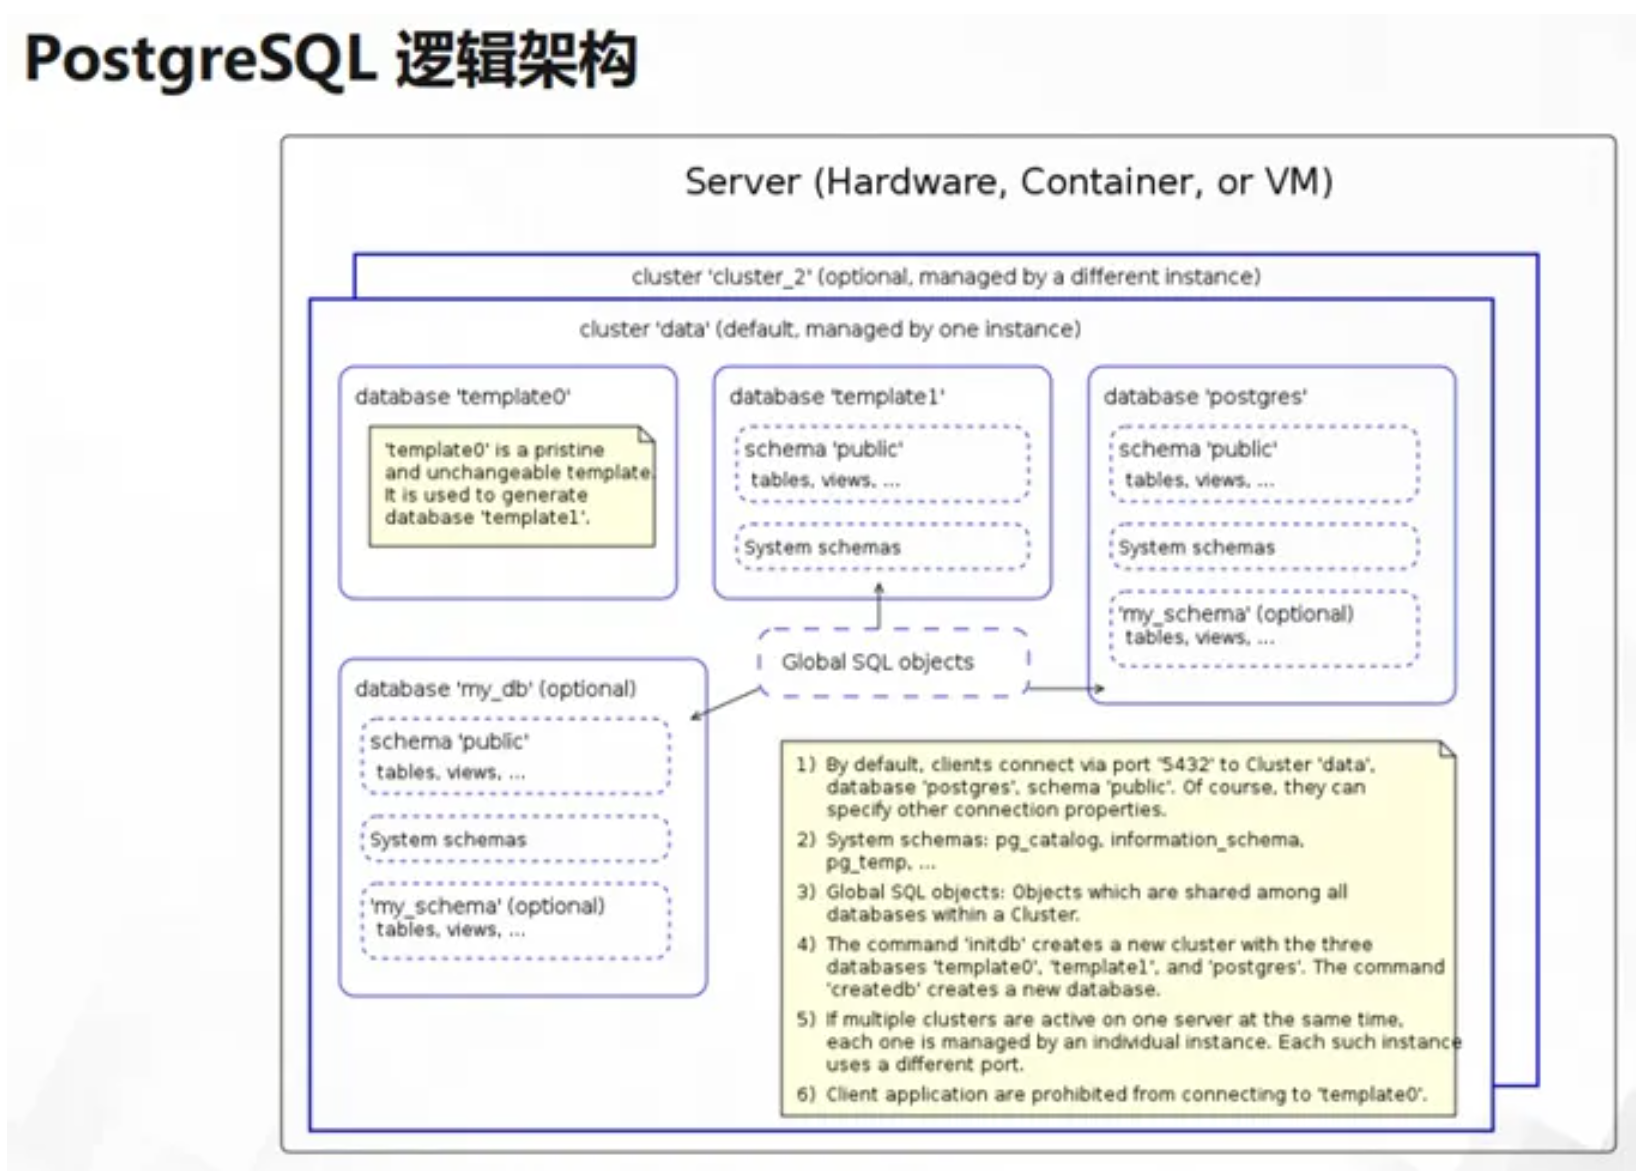 PostgreSQL 逻辑架构
Server (Hardware, Container, or VM)
cluster 'cluster_2' (optional, managed by a different instance)
cluster 'data' (default, managed by one instance)
database 'template0'
'template0' is a pristine
and unchangeable template.
It is used to generate
database 'template1'.
database 'template1'
schema 'public'
tables, views, ...
System schemas
database 'postgres'
schema 'public'
tables, views, ...
System schemas
'my_schema' (optional)
tables, views, ...
Global SQL objects
database 'my_db' (optional)
schema 'public'
tables, views, ...
System schemas
'my_schema' (optional)
tables, views, ...
1) By default, clients connect via port '5432' to Cluster 'data',
database 'postgres', schema 'public'. Of course, they can
specify other connection properties.
2) System schemas: pg_catalog, information_schema,
pg_temp, ...
3) Global SQL objects: Objects which are shared among all
databases within a Cluster.
4) The command 'initdb' creates a new cluster with the three
databases 'template0', 'template1', and 'postgres'. The command
'createdb' creates a new database.
5) If multiple clusters are active on one server at the same time,
each one is managed by an individual instance. Each such instance
uses a different port.
6) Client application are prohibited from connecting to 'template0'.